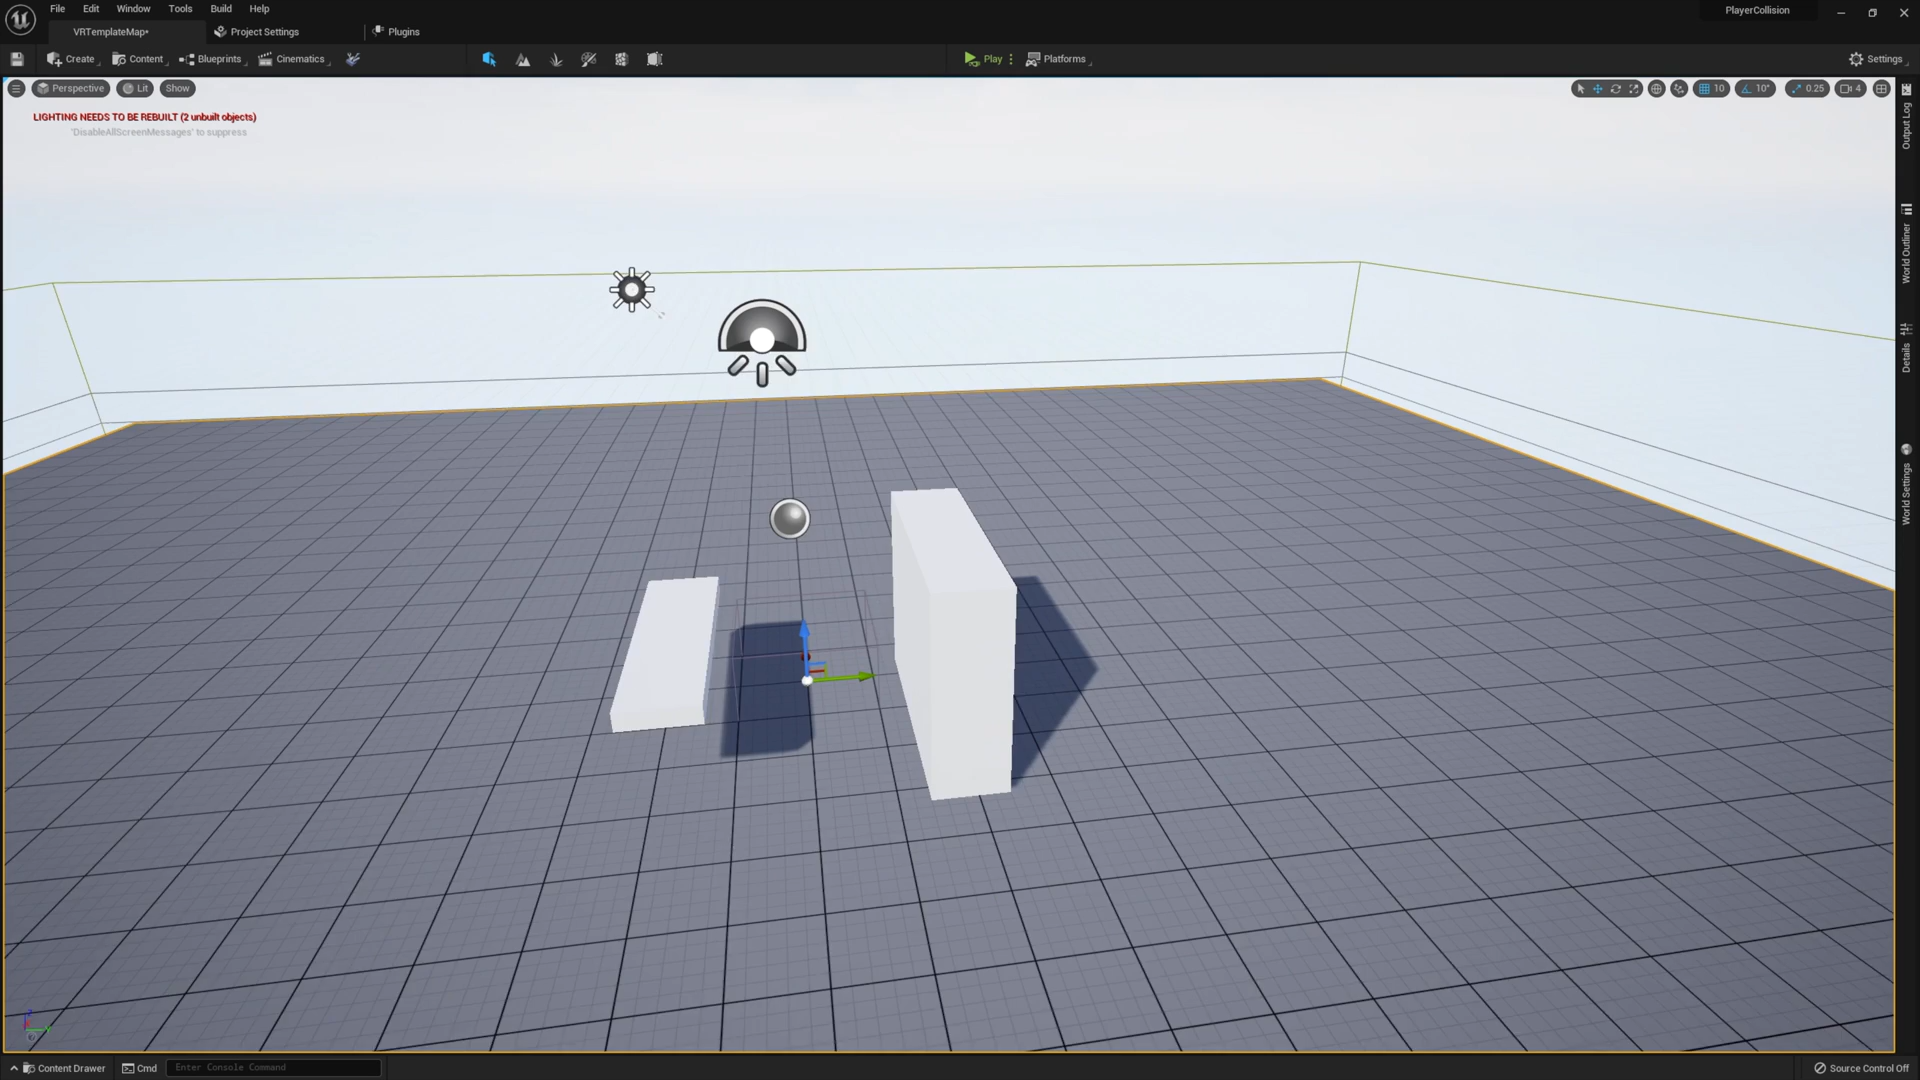 File Edit Window Tools Build Help
PlayerCollision
VRTemplateMap*
Project Settings
Plugins
Create
Content
Blueprints
Cinematics
Play
Platforms
Settings
Perspective
Lit
Show
10
10°
0.25
4
LIGHTING NEEDS TO BE REBUILT (2 unbuilt objects)
'DisableAllScreenMessages' to suppress
Output Log
World Outliner
Details
World Settings
Content Drawer
Cmd
Enter Console Command
Source Control Off